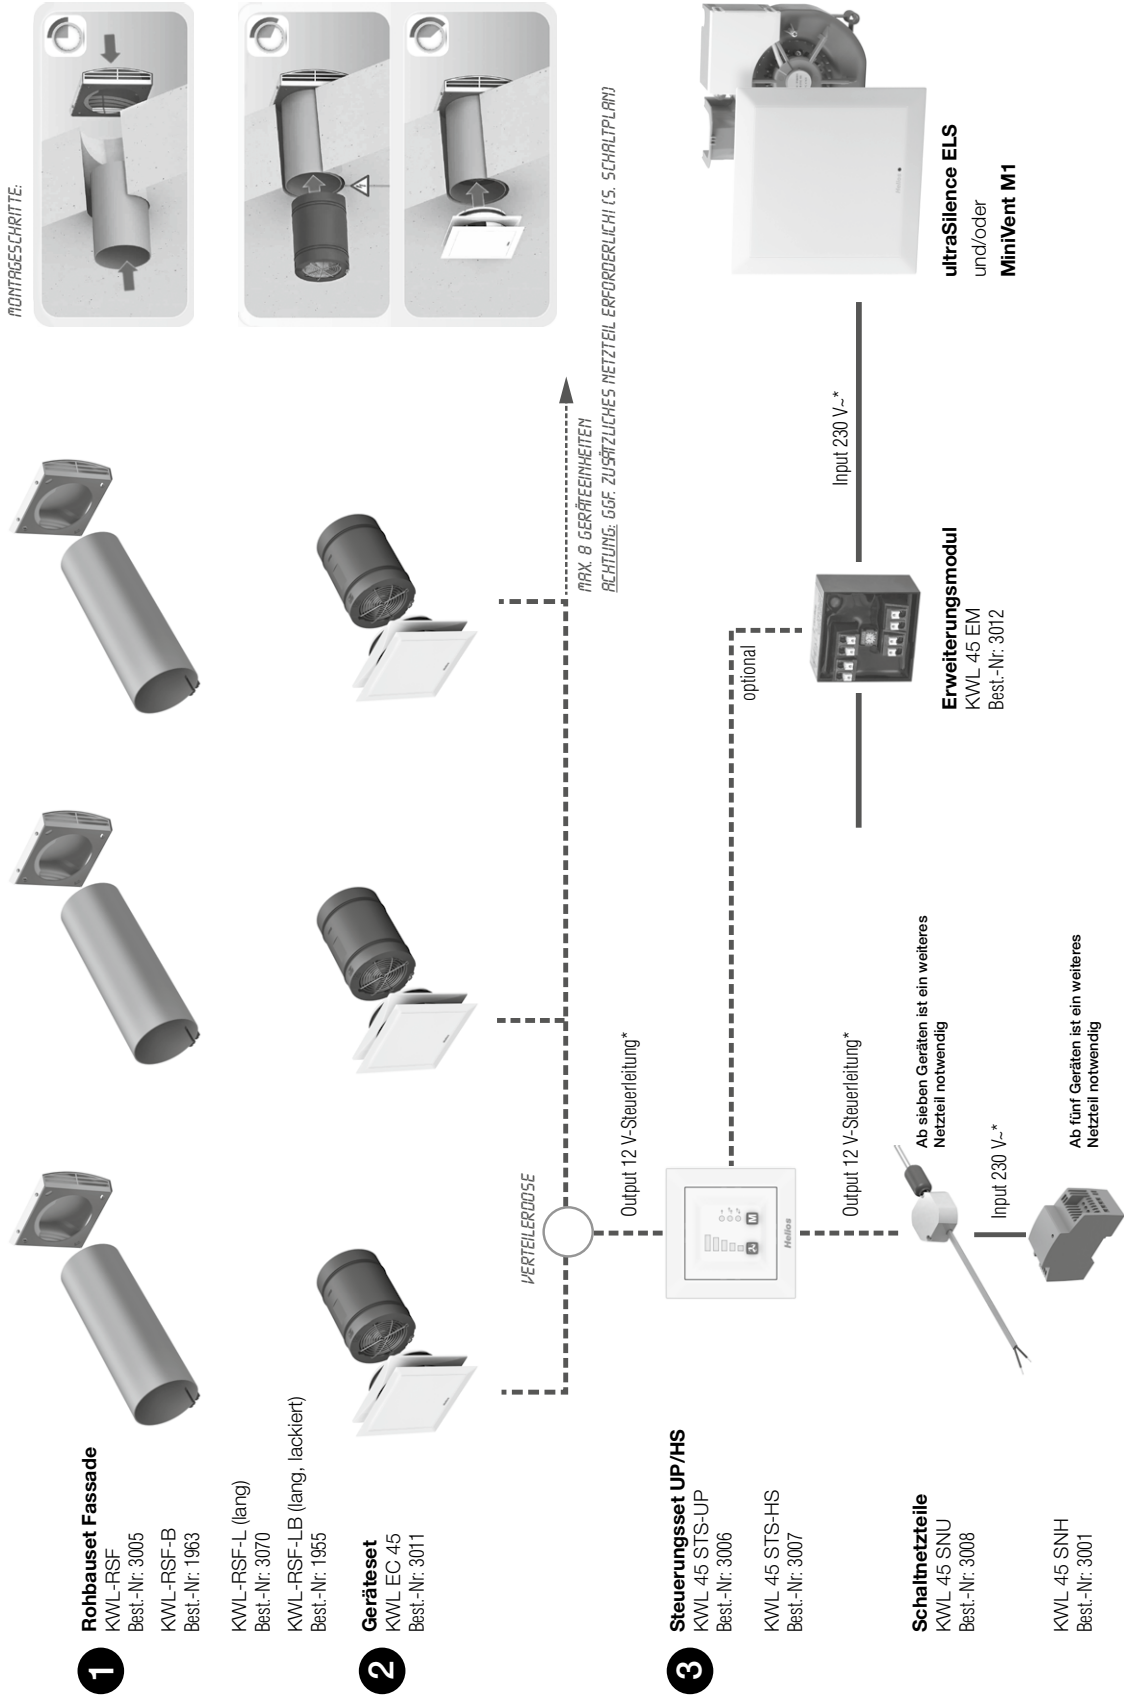 MONTAGESCHRITTE:
1
Rohbauset Fassade
KWL-RSF
Best.-Nr. 3005
KWL-RSF-B
Best.-Nr. 1963
KWL-RSF-L (lang)
Best.-Nr. 3070
KWL-RSF-LB (lang, lackiert)
Best.-Nr. 1955
2
Geräteset
KWL EC 45
Best.-Nr. 3011
VERTEILERDOSE
MAX. 8 GERÄTEEINHEITEN
ACHTUNG: GGF. ZUSÄTZLICHES NETZTEIL ERFORDERLICH! (S. SCHALTPLAN)
Output 12 V-Steuerleitung*
3
Steuerungsset UP/HS
KWL 45 STS-UP
Best.-Nr. 3006
KWL 45 STS-HS
Best.-Nr. 3007
M
Helios
optional
Input 230 V~*
Helios
ultraSilence ELS
und/oder
MiniVent M1
Erweiterungsmodul
KWL 45 EM
Best.-Nr. 3012
Output 12 V-Steuerleitung*
Schaltnetzteile
KWL 45 SNU
Best.-Nr. 3008
Ab sieben Geräten ist ein weiteres
Netzteil notwendig
Input 230 V~*
KWL 45 SNH
Best.-Nr. 3001
Ab fünf Geräten ist ein weiteres
Netzteil notwendig